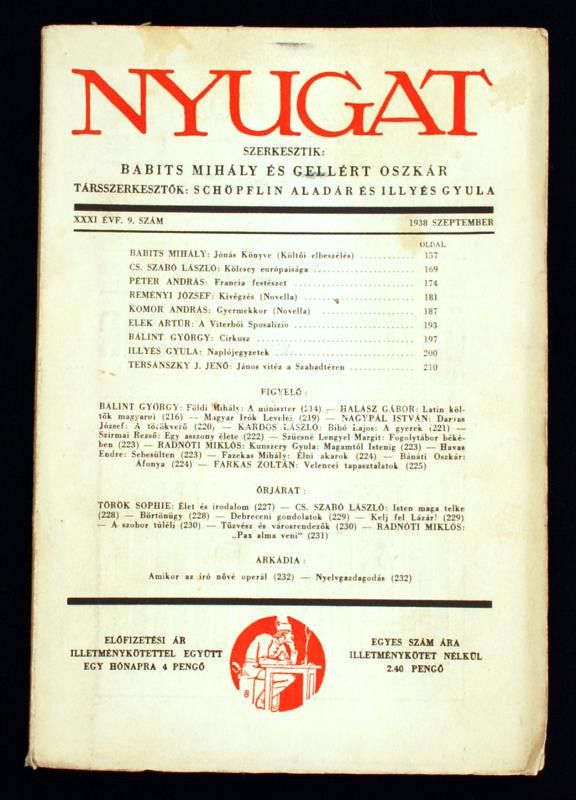 NYUGAT
SZERKESZTIK:
BABITS MIHÁLY ÉS GELLÉRT OSZKÁR
TÁRSSZERKESZTŐK: SCHÖPFLIN ALADÁR ÉS ILLYÉS GYULA
XXXI ÉVF. 9. SZÁM 1938 SZEPTEMBER
OLDAL
BABITS MIHÁLY: Jónás Könyve (Költői elbeszélés) ............ 157
CS. SZABÓ LÁSZLÓ: Kölcsey európaisága ............ 169
PÉTER ANDRÁS: Francia festészet ............ 174
REMÉNYI JÓZSEF: Kivégzés (Novella) ............ 181
KOMOR ANDRÁS: Gyermekkor (Novella) ............ 187
ELEK ARTÚR: A Viterbói Sposalizio ............ 193
BÁLINT GYÖRGY: Cirkusz ............ 197
ILLYÉS GYULA: Naplójegyzetek ............ 200
TERSÁNSZKY J. JENŐ: János vitéz a Szabadtéren ............ 210
FIGYELŐ:
BÁLINT GYÖRGY: Földi Mihály: A miniszter (214) — HALÁSZ GÁBOR: Latin köl-
tők magyarul (216) — Magyar Irók Levelei (219) — NAGYPÁL ISTVÁN: Darvas
József: A törökverő (220) — KARDOS LÁSZLÓ: Bibó Lajos: A gyerek (221) —
Szirmai Rezső: Egy asszony élete (222) — Szücsné Lengyel Margit: Fogolytábor béké-
ben (223) — RADNÓTI MIKLÓS: Kunszery Gyula: Magamtól Istenig (223) — Havas
Endre: Sebesülten (223) — Fazekas Mihály: Élni akarok (224) — Bánáti Oszkár:
Áfonya (224) — FARKAS ZOLTÁN: Velencei tapasztalatok (225)
ŐRJÁRAT:
TÖRÖK SOPHIE: Élet és irodalom (227) — CS. SZABÓ LÁSZLÓ: Isten maga telke
(228) — Börtönügy (228) — Debreceni gondolatok (229) — Kelj fel Lázár! (229)
— A szobor túléli (230) — Tűzvész és városrendezők (230) — RADNÓTI MIKLÓS:
„Pax alma veni" (231)
ÁRKÁDIA:
Amikor az író nővé operál (232) — Nyelvgazdagodás (232)
ELŐFIZETÉSI ÁR
ILLETMÉNYKÖTETTEL EGYÜTT
EGY HÓNAPRA 4 PENGŐ
EGYES SZÁM ÁRA
ILLETMÉNYKÖTET NÉLKÜL
2.40 PENGŐ